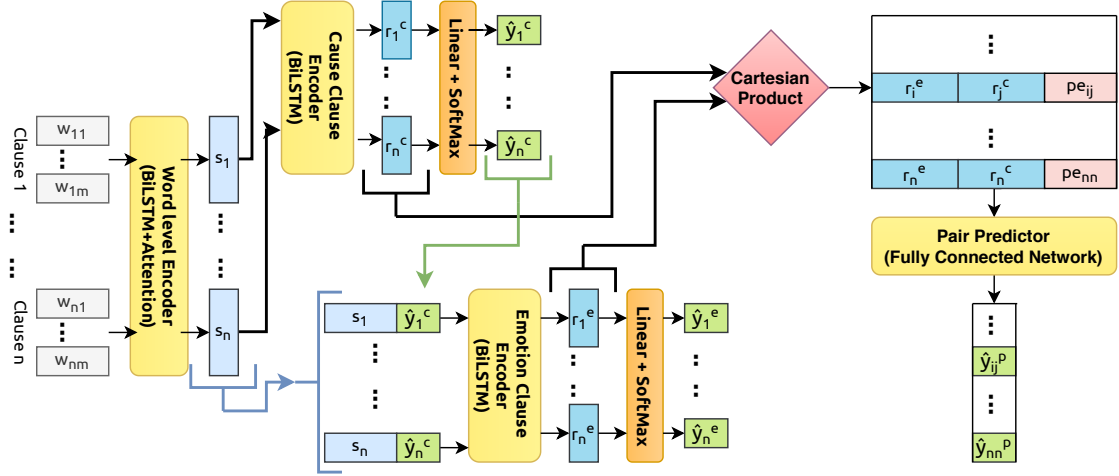 Clause 1
w₁₁
...
w₁ₘ
...
...
Clause n
wₙ₁
...
wₙₘ
Word level Encoder
(BiLSTM+Attention)
s₁
...
sₙ
Cause Clause
Encoder
(BiLSTM)
r₁ᶜ
...
rₙᶜ
Linear + SoftMax
ŷ₁ᶜ
...
ŷₙᶜ
s₁ ŷ₁ᶜ
...
sₙ ŷₙᶜ
Emotion Clause
Encoder
(BiLSTM)
r₁ᵉ
...
rₙᵉ
Linear + SoftMax
ŷ₁ᵉ
...
ŷₙᵉ
Cartesian
Product
...
rᵢᵉ rⱼᶜ peᵢⱼ
...
rₙᵉ rₙᶜ peₙₙ
Pair Predictor
(Fully Connected Network)
...
ŷᵢⱼᵖ
...
ŷₙₙᵖ